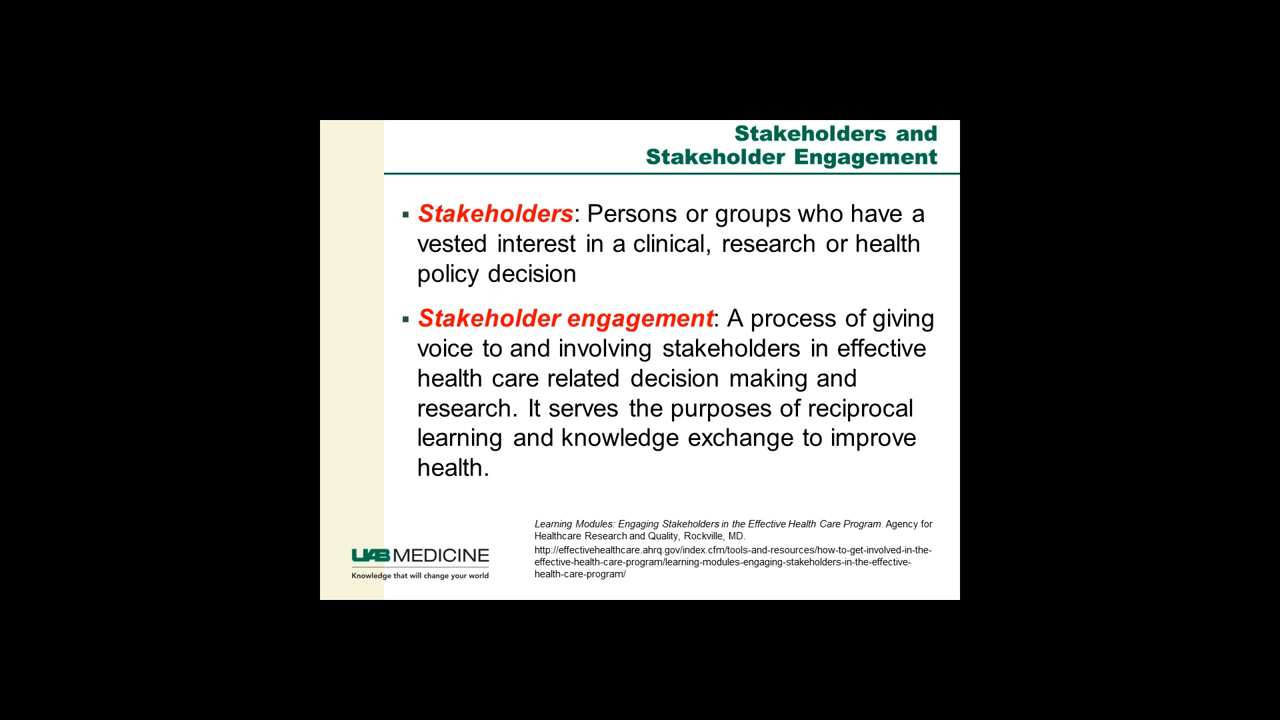 Stakeholders and
Stakeholder Engagement
▪ Stakeholders: Persons or groups who have a
vested interest in a clinical, research or health
policy decision
▪ Stakeholder engagement: A process of giving
voice to and involving stakeholders in effective
health care related decision making and
research. It serves the purposes of reciprocal
learning and knowledge exchange to improve
health.
Learning Modules: Engaging Stakeholders in the Effective Health Care Program. Agency for
Healthcare Research and Quality, Rockville, MD.
http://effectivehealthcare.ahrq.gov/index.cfm/tools-and-resources/how-to-get-involved-in-the-
effective-health-care-program/learning-modules-engaging-stakeholders-in-the-effective-
health-care-program/
UAB MEDICINE
Knowledge that will change your world